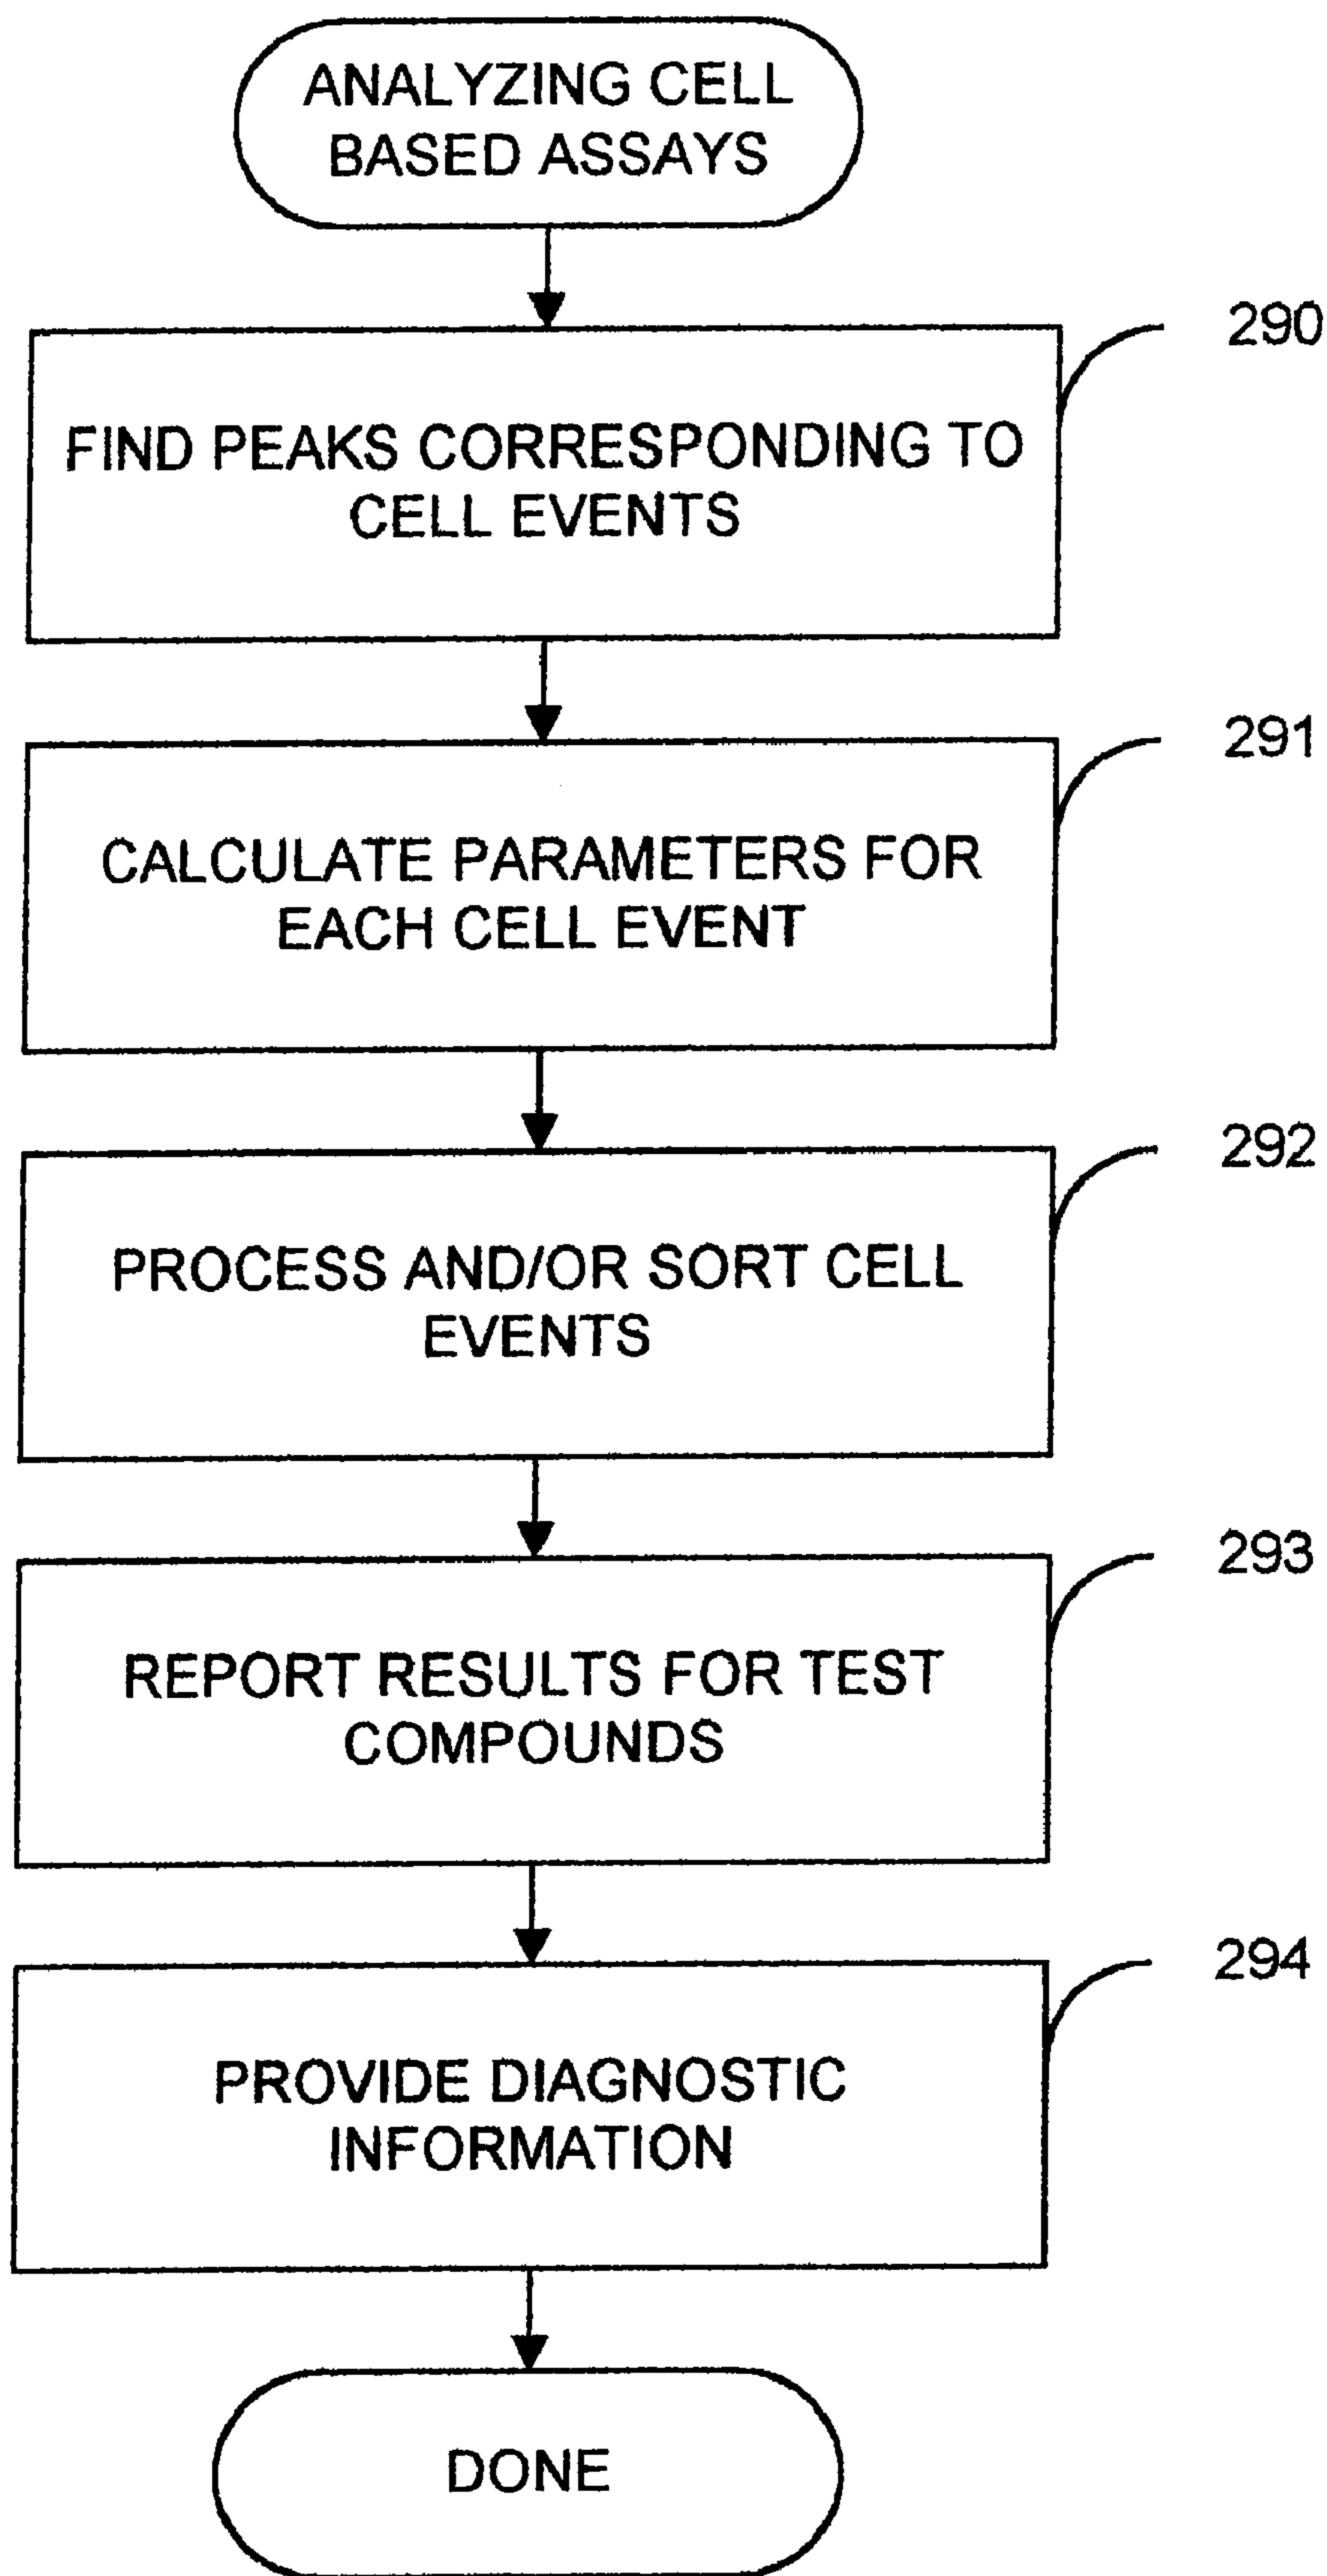 ANALYZING CELL
BASED ASSAYS
290
FIND PEAKS CORRESPONDING TO
CELL EVENTS
291
CALCULATE PARAMETERS FOR
EACH CELL EVENT
292
PROCESS AND/OR SORT CELL
EVENTS
293
REPORT RESULTS FOR TEST
COMPOUNDS
294
PROVIDE DIAGNOSTIC
INFORMATION
DONE